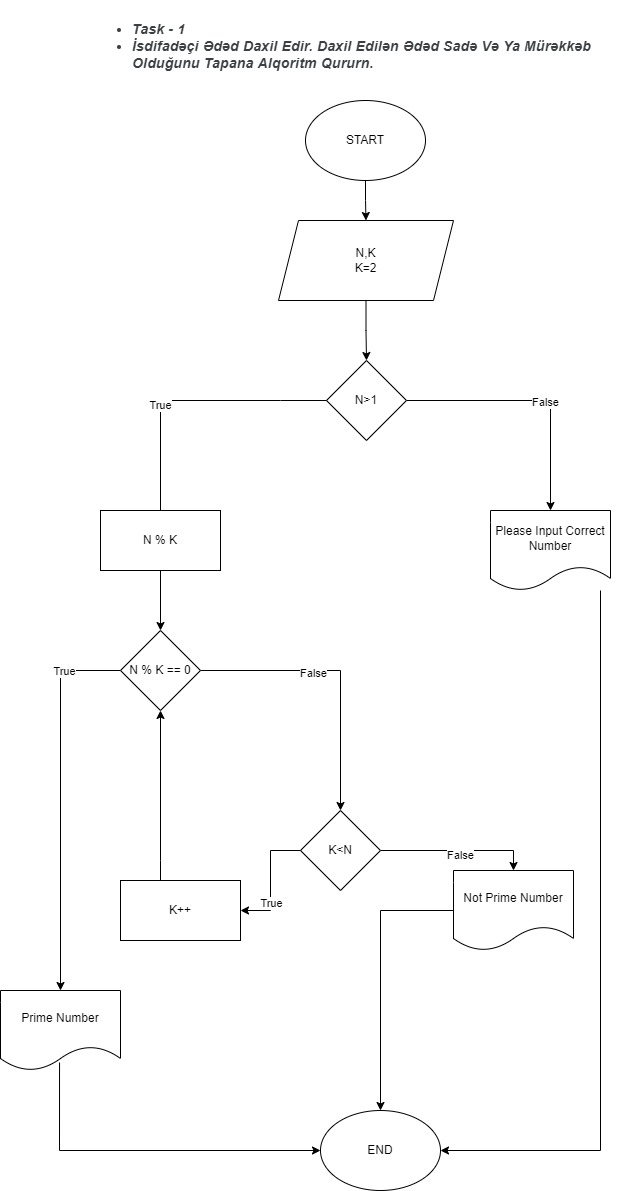 Task - 1
İsdifadəçi Ədəd Daxil Edir. Daxil Edilən Ədəd Sadə Və Ya Mürəkkəb
Olduğunu Tapana Alqoritm Qururn.
START
N,K
K=2
N>1
True
False
N % K
Please Input Correct
Number
N % K == 0
True
False
K<N
False
True
K++
Not Prime Number
Prime Number
END